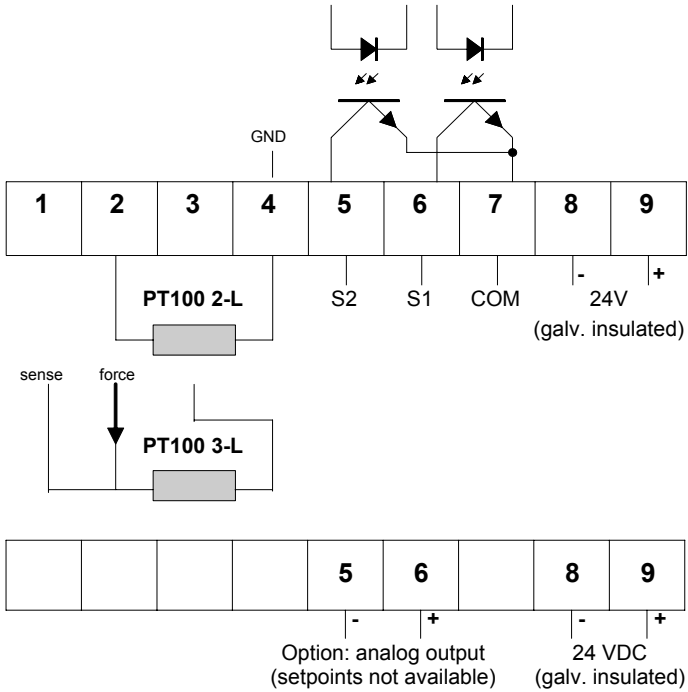 GND
1 2 3 4 5 6 7 8 9
PT100 2-L S2 S1 COM - 24V +
(galv. insulated)
sense force
PT100 3-L
5 6 8 9
- + - +
Option: analog output 24 VDC
(setpoints not available) (galv. insulated)